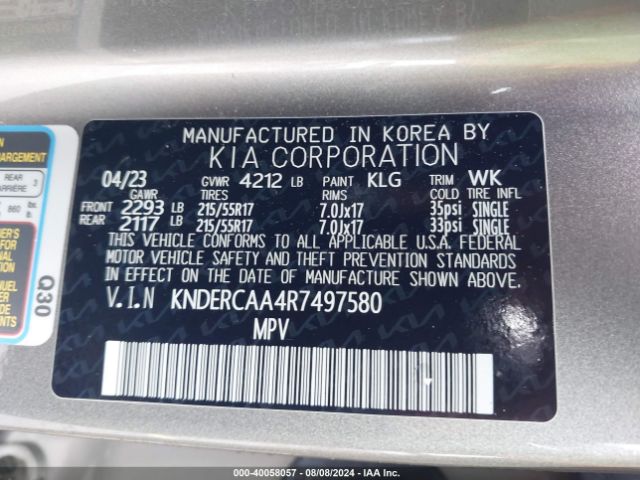 MANUFACTURED IN KOREA BY
KIA CORPORATION
04/23 GVWR 4212 LB PAINT KLG TRIM WK
GAWR TIRES RIMS COLD TIRE INFL
FRONT 2293 LB 215/55R17 7.0Jx17 35psi SINGLE
REAR 2117 LB 215/55R17 7.0Jx17 33psi SINGLE
THIS VEHICLE CONFORMS TO ALL APPLICABLE U.S.A. FEDERAL
MOTOR VEHICLE SAFETY AND THEFT PREVENTION STANDARDS
IN EFFECT ON THE DATE OF MANUFACTURE SHOWN ABOVE.
V.I.N KNDERCAA4R7497580
MPV
Q30
3
860 lbs.
000-40058057 - 08/08/2024 - IAA Inc.